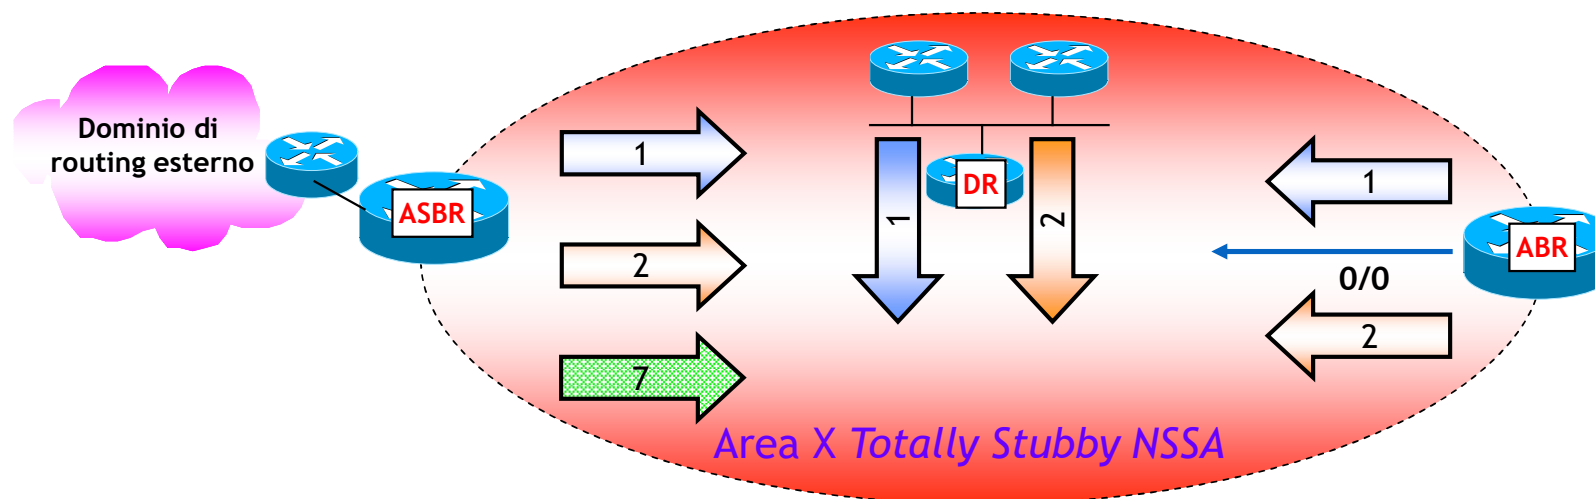 Dominio di
routing esterno
ASBR
1
2
7
1
DR
2
1
0/0
2
ABR
Area X Totally Stubby NSSA